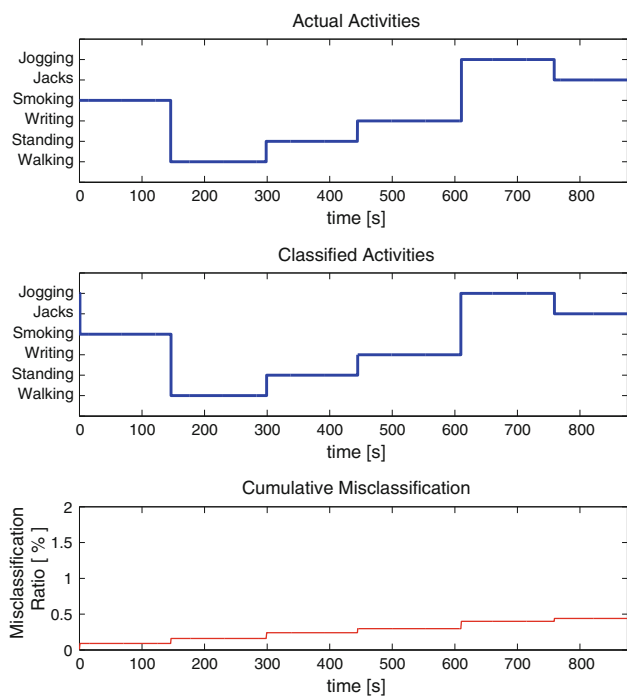 Actual Activities
Jogging
Jacks
Smoking
Writing
Standing
Walking
0 100 200 300 400 500 600 700 800
time [s]
Classified Activities
Jogging
Jacks
Smoking
Writing
Standing
Walking
0 100 200 300 400 500 600 700 800
time [s]
Cumulative Misclassification
Misclassification
Ratio [ % ]
2
1.5
1
0.5
0
0 100 200 300 400 500 600 700 800
time [s]